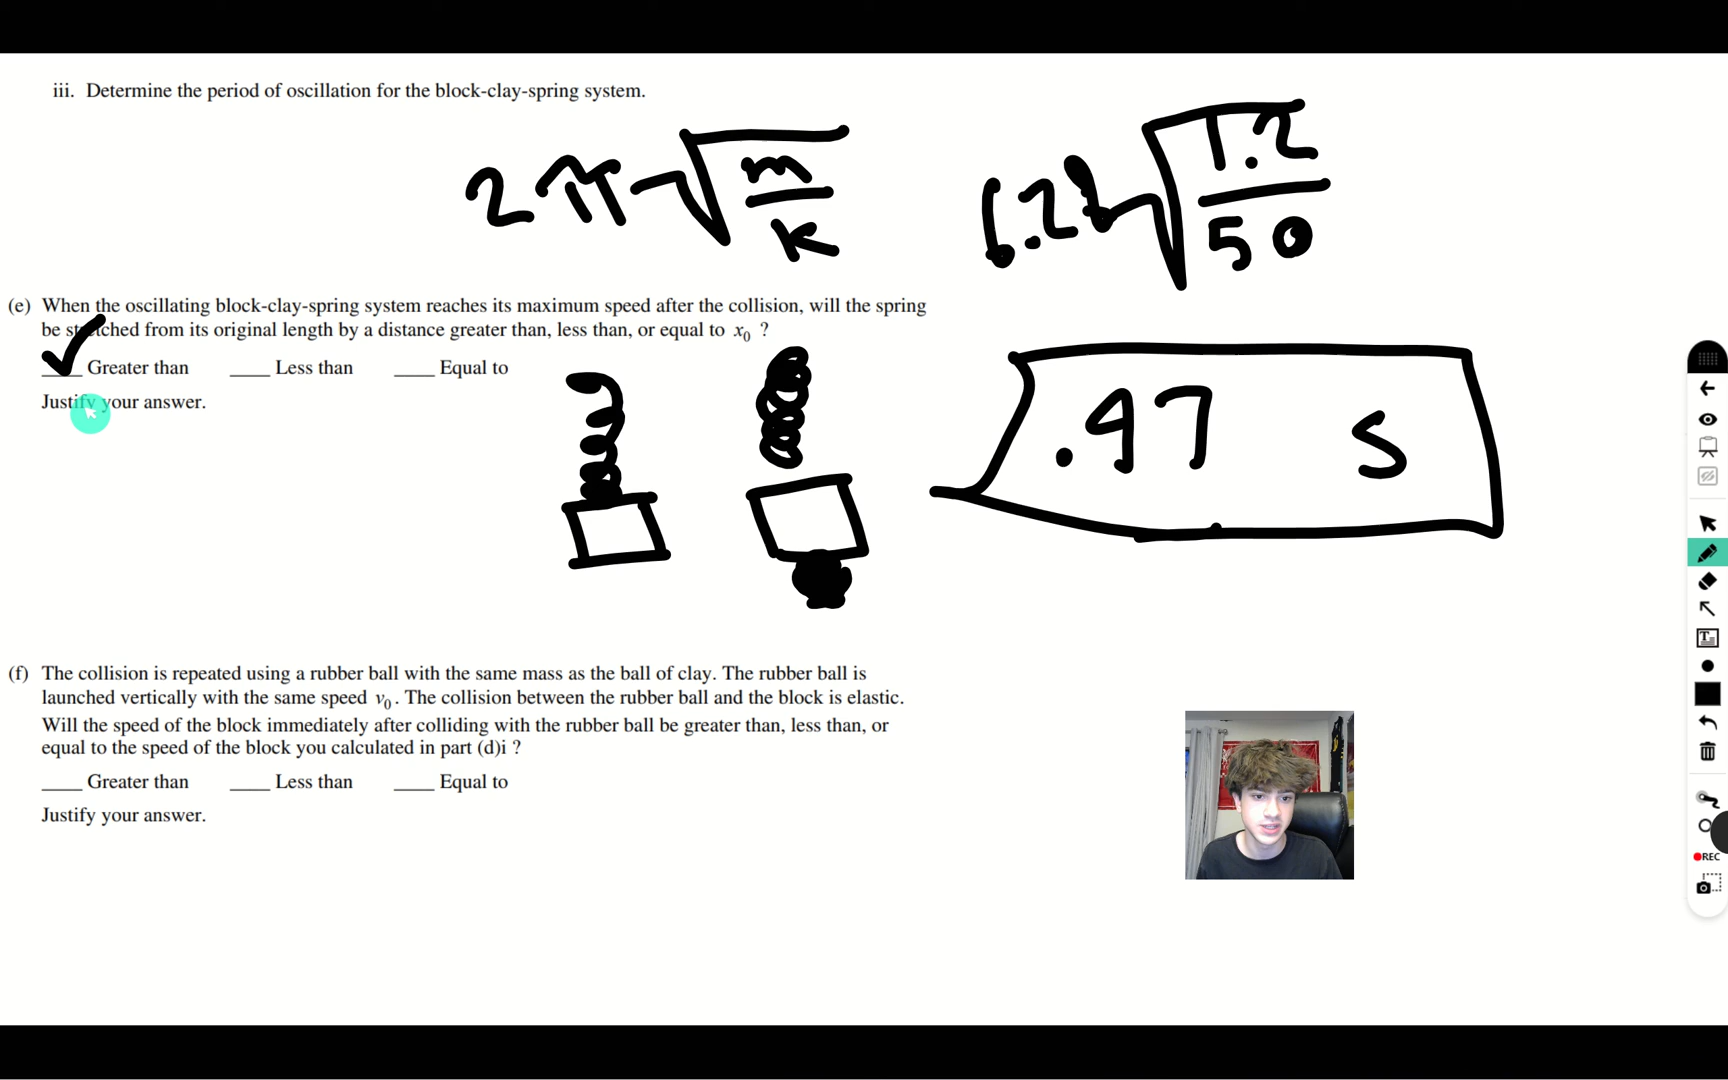 iii. Determine the period of oscillation for the block-clay-spring system.
2π√m/k
6.28√1.2/50
(e) When the oscillating block-clay-spring system reaches its maximum speed after the collision, will the spring
be stretched from its original length by a distance greater than, less than, or equal to x₀ ?
____ Greater than ____ Less than ____ Equal to
Justify your answer.
.97 s
(f) The collision is repeated using a rubber ball with the same mass as the ball of clay. The rubber ball is
launched vertically with the same speed v₀ . The collision between the rubber ball and the block is elastic.
Will the speed of the block immediately after colliding with the rubber ball be greater than, less than, or
equal to the speed of the block you calculated in part (d)i ?
____ Greater than ____ Less than ____ Equal to
Justify your answer.
REC